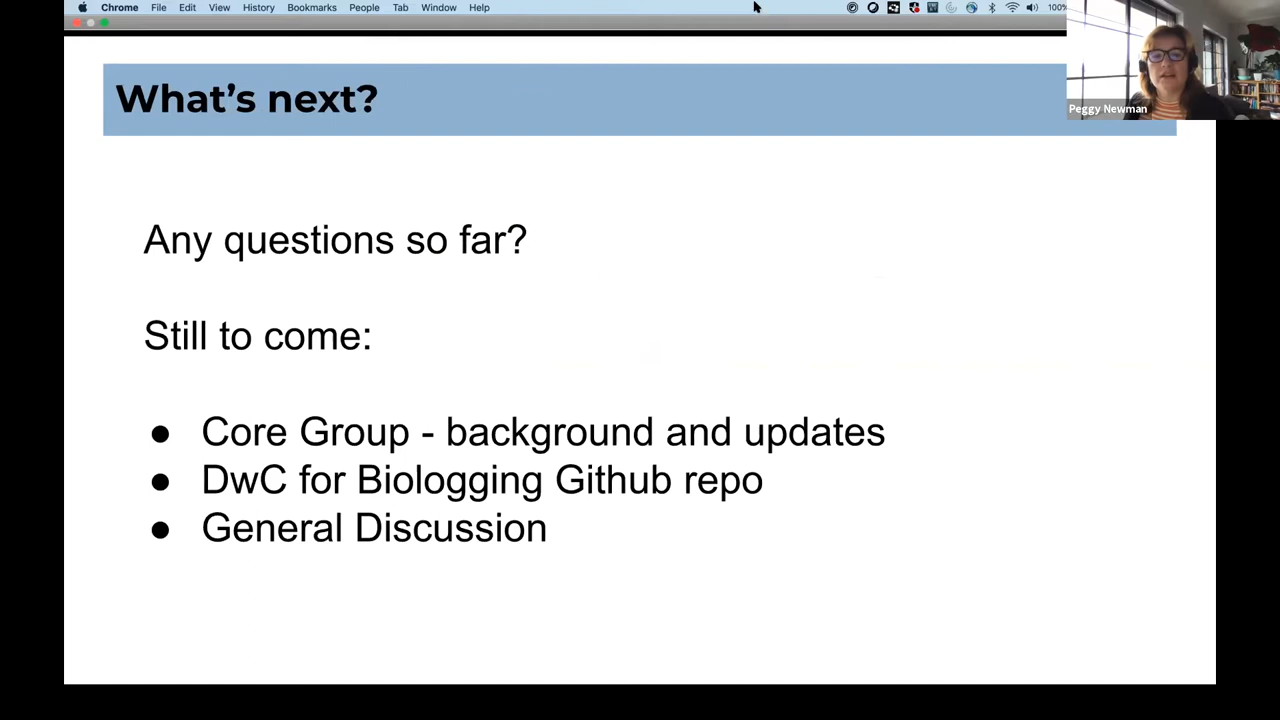 Chrome File Edit View History Bookmarks People Tab Window Help 100%
What's next?
Peggy Newman
Any questions so far?
Still to come:
● Core Group - background and updates
● DwC for Biologging Github repo
● General Discussion